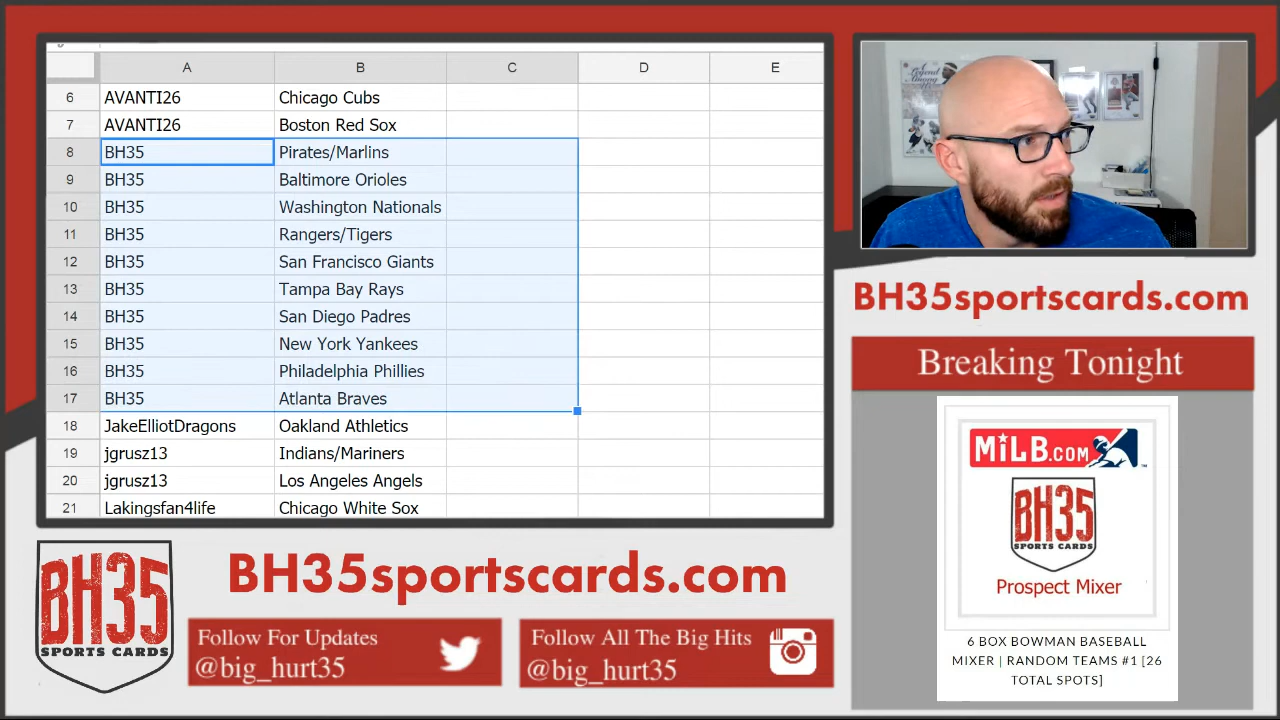 A B C D E
6 AVANTI26 Chicago Cubs
7 AVANTI26 Boston Red Sox
8 BH35 Pirates/Marlins
9 BH35 Baltimore Orioles
10 BH35 Washington Nationals
11 BH35 Rangers/Tigers
12 BH35 San Francisco Giants
13 BH35 Tampa Bay Rays
14 BH35 San Diego Padres
15 BH35 New York Yankees
16 BH35 Philadelphia Phillies
17 BH35 Atlanta Braves
18 JakeElliotDragons Oakland Athletics
19 jgrusz13 Indians/Mariners
20 jgrusz13 Los Angeles Angels
21 Lakingsfan4life Chicago White Sox
Legend
BH35sportscards.com
Breaking Tonight
MiLB.COM
BH35
SPORTS CARDS
Prospect Mixer
6 BOX BOWMAN BASEBALL
MIXER | RANDOM TEAMS #1 [26
TOTAL SPOTS]
BH35
SPORTS CARDS
BH35sportscards.com
Follow For Updates
@big_hurt35
Follow All The Big Hits
@big_hurt35